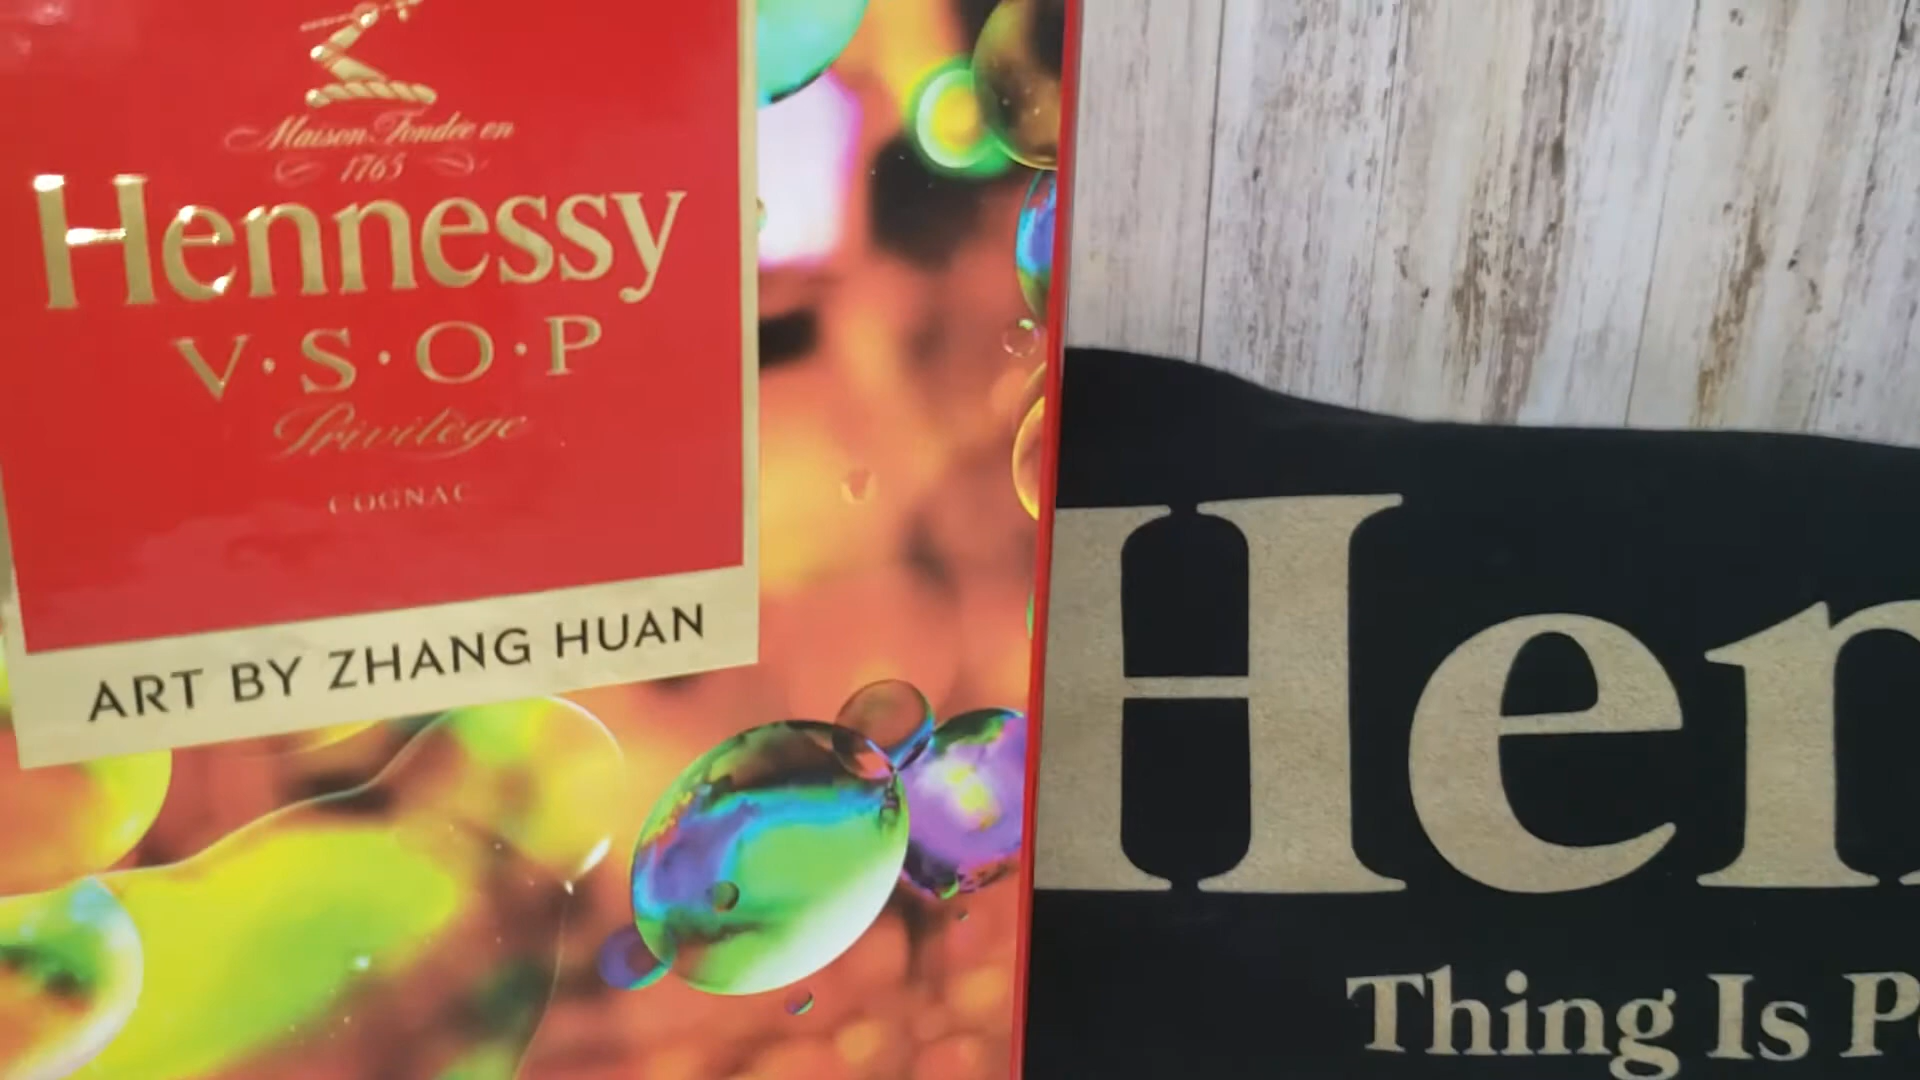 Maison Fondée en
1765
Hennessy
V·S·O·P
Privilège
COGNAC
ART BY ZHANG HUAN
Hen
Thing Is P